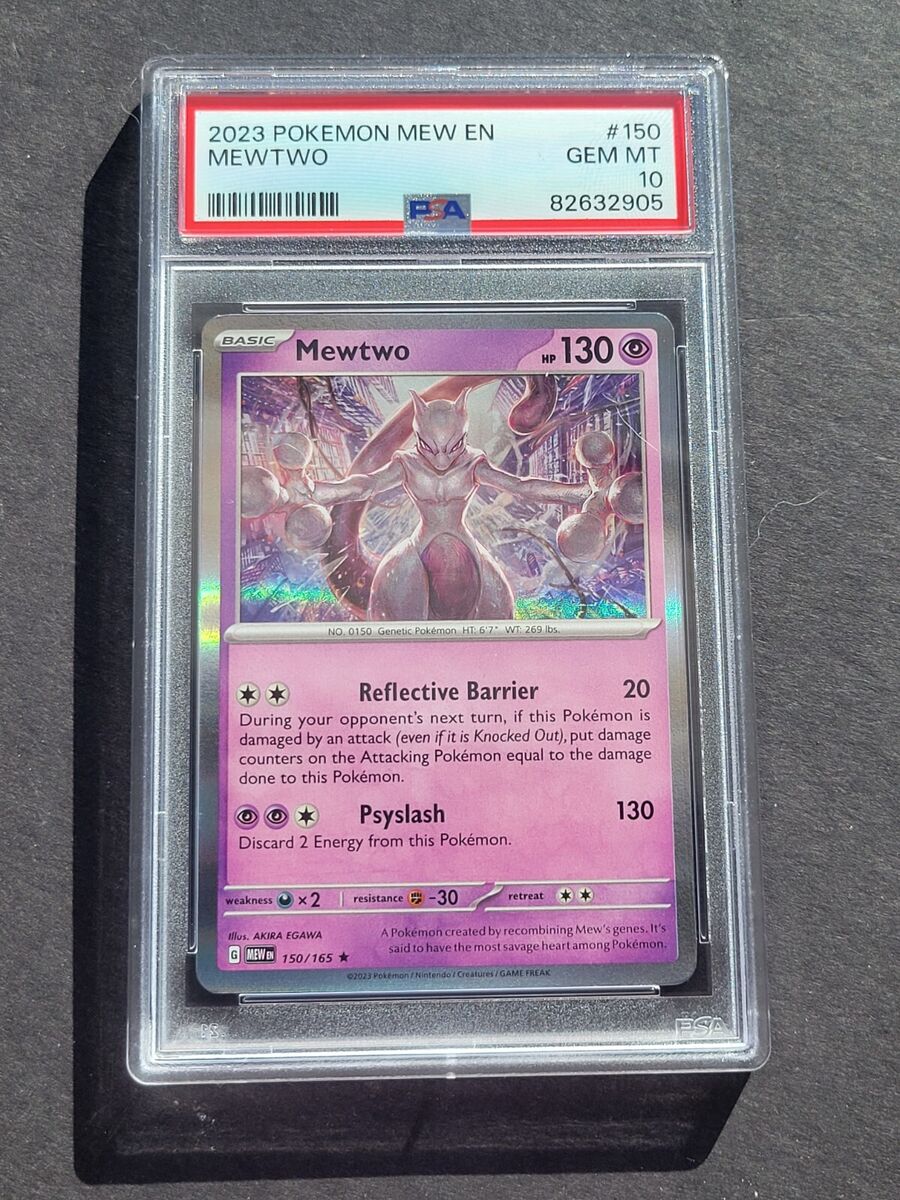 2023 POKEMON MEW EN #150
MEWTWO GEM MT
10
PSA 82632905
BASIC Mewtwo HP 130
NO. 0150 Genetic Pokémon HT: 6'7" WT: 269 lbs.
Reflective Barrier 20
During your opponent's next turn, if this Pokémon is
damaged by an attack (even if it is Knocked Out), put damage
counters on the Attacking Pokémon equal to the damage
done to this Pokémon.
Psyslash 130
Discard 2 Energy from this Pokémon.
weakness ×2 resistance -30 retreat
Illus. AKIRA EGAWA
A Pokémon created by recombining Mew's genes. It's
said to have the most savage heart among Pokémon.
G MEW EN 150/165 ★
©2023 Pokémon / Nintendo / Creatures / GAME FREAK
PSA